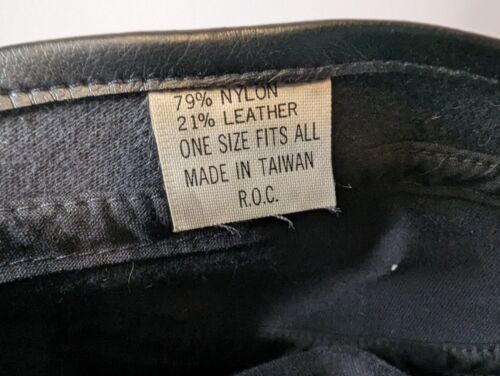 79% NYLON
21% LEATHER
ONE SIZE FITS ALL
MADE IN TAIWAN
R.O.C.